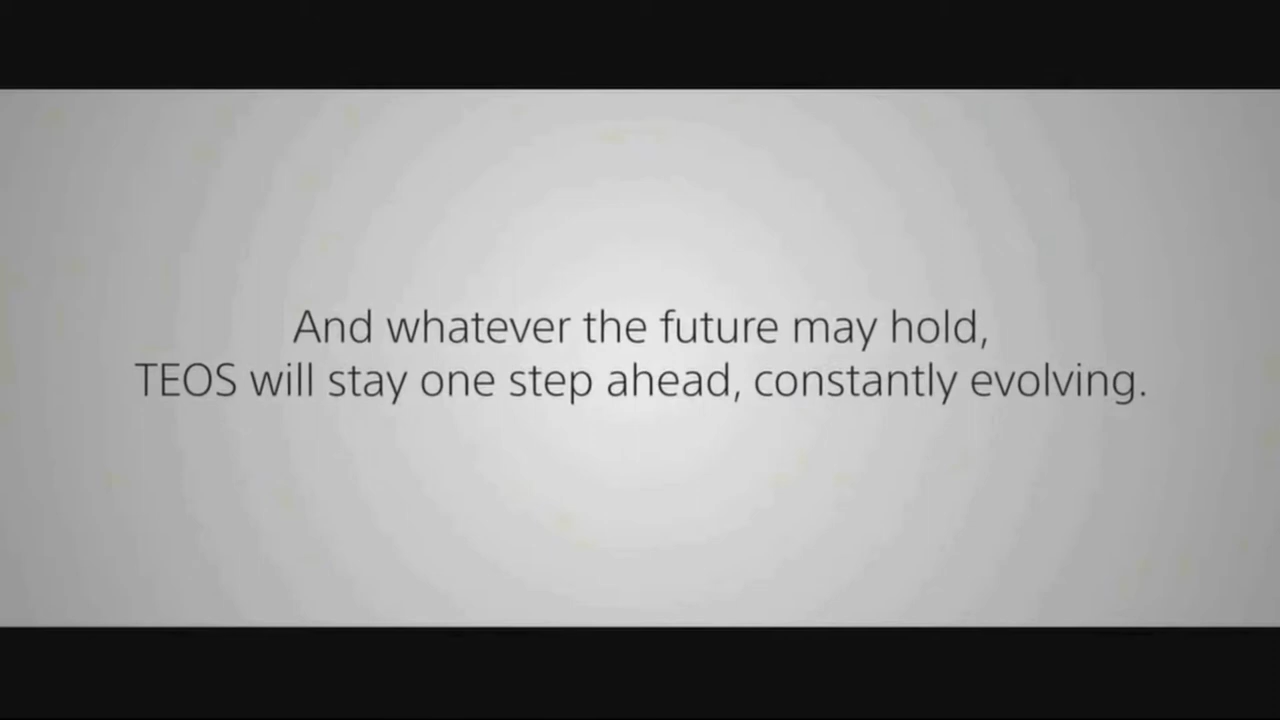 And whatever the future may hold,
TEOS will stay one step ahead, constantly evolving.